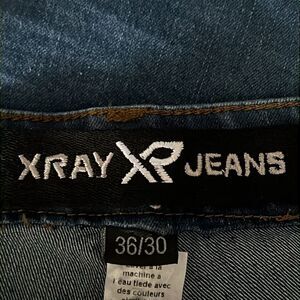 XRAY XR JEANS
36/30
machine a
l eau tiede avec
des couleurs